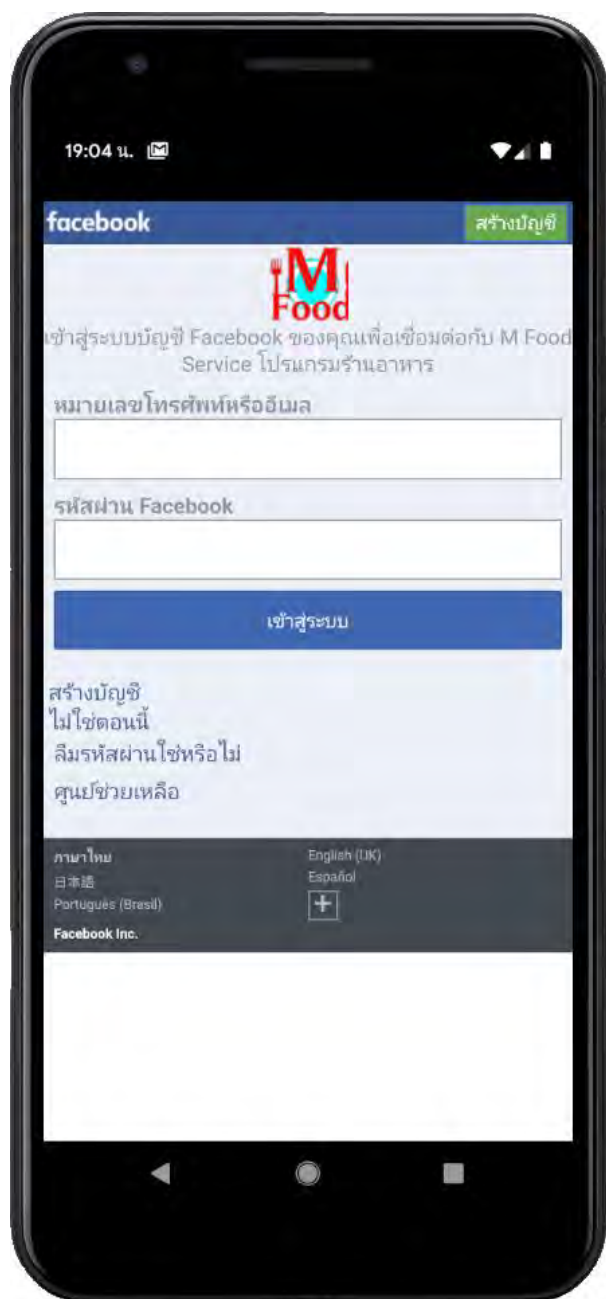 19:04 น.
facebook
สร้างบัญชี
M
Food
เข้าสู่ระบบบัญชี Facebook ของคุณเพื่อเชื่อมต่อกับ M Food
Service โปรแกรมร้านอาหาร
หมายเลขโทรศัพท์หรืออีเมล
รหัสผ่าน Facebook
เข้าสู่ระบบ
สร้างบัญชี
ไม่ใช่ตอนนี้
ลืมรหัสผ่านใช่หรือไม่
ศูนย์ช่วยเหลือ
ภาษาไทย
English (UK)
日本語
Español
Português (Brasil)
Facebook Inc.